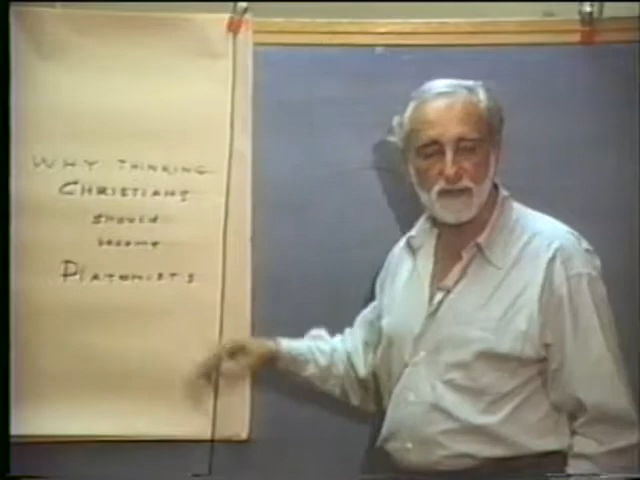 WHY THINKING
CHRISTIANS
should
become
PLATONISTS